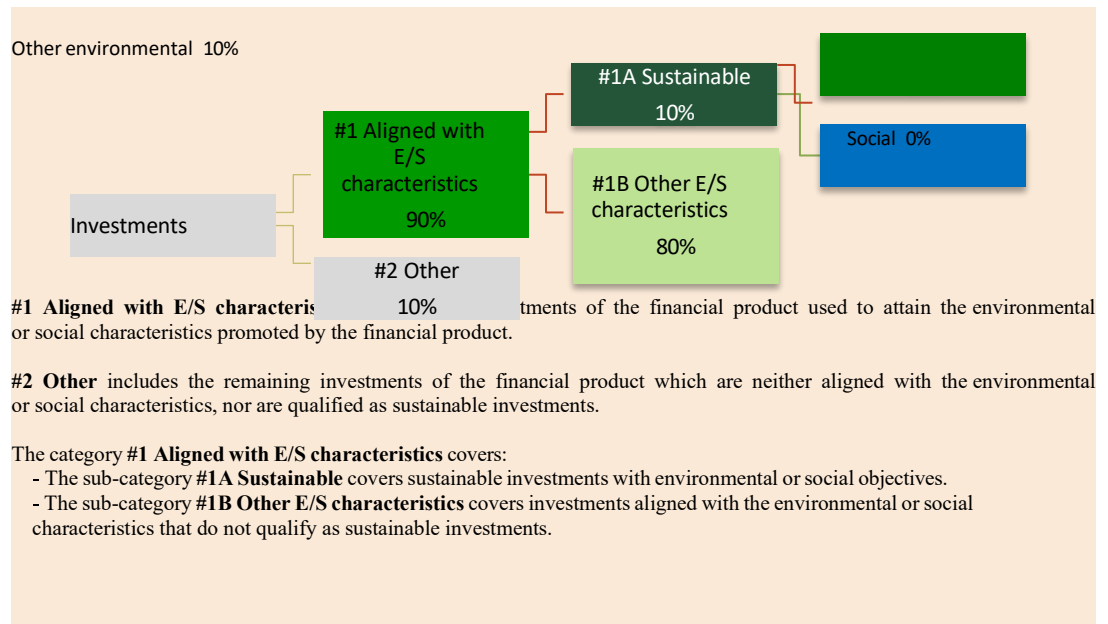 Other environmental 10%
#1A Sustainable
10%
#1 Aligned with
E/S
characteristics
90%
Social 0%
#1B Other E/S
characteristics
80%
Investments
#2 Other
10%
#1 Aligned with E/S characteris tments of the financial product used to attain the environmental
or social characteristics promoted by the financial product.
#2 Other includes the remaining investments of the financial product which are neither aligned with the environmental
or social characteristics, nor are qualified as sustainable investments.
The category #1 Aligned with E/S characteristics covers:
- The sub-category #1A Sustainable covers sustainable investments with environmental or social objectives.
- The sub-category #1B Other E/S characteristics covers investments aligned with the environmental or social
characteristics that do not qualify as sustainable investments.